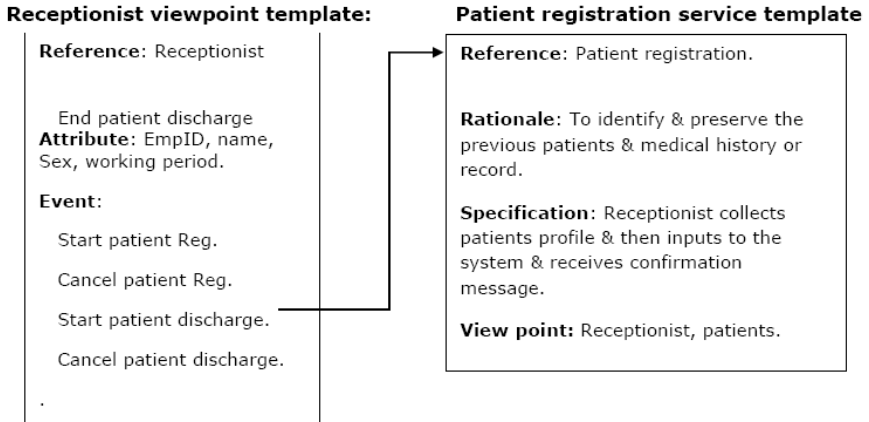 Receptionist viewpoint template:
Reference: Receptionist
End patient discharge
Attribute: EmpID, name,
Sex, working period.
Event:
Start patient Reg.
Cancel patient Reg.
Start patient discharge.
Cancel patient discharge.
.
Patient registration service template
Reference: Patient registration.
Rationale: To identify & preserve the
previous patients & medical history or
record.
Specification: Receptionist collects
patients profile & then inputs to the
system & receives confirmation
message.
View point: Receptionist, patients.